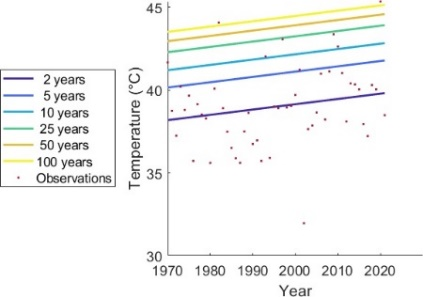 45
40
35
30
Temperature (°C)
1970
1980
1990
2000
2010
2020
Year
2 years
5 years
10 years
25 years
50 years
100 years
Observations